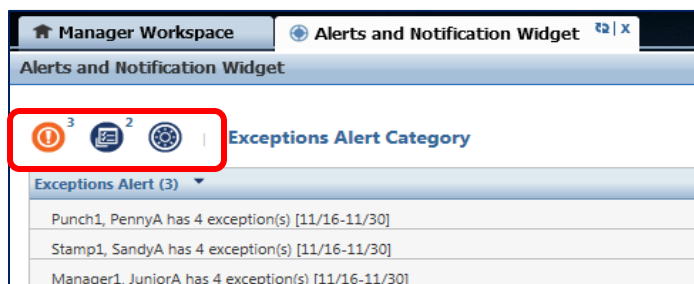 Manager Workspace
Alerts and Notification Widget
x
Alerts and Notification Widget
3
2
Exceptions Alert Category
Exceptions Alert (3)
Punch1, PennyA has 4 exception(s) [11/16-11/30]
Stamp1, SandyA has 4 exception(s) [11/16-11/30]
Manager1, JuniorA has 4 exception(s) [11/16-11/30]